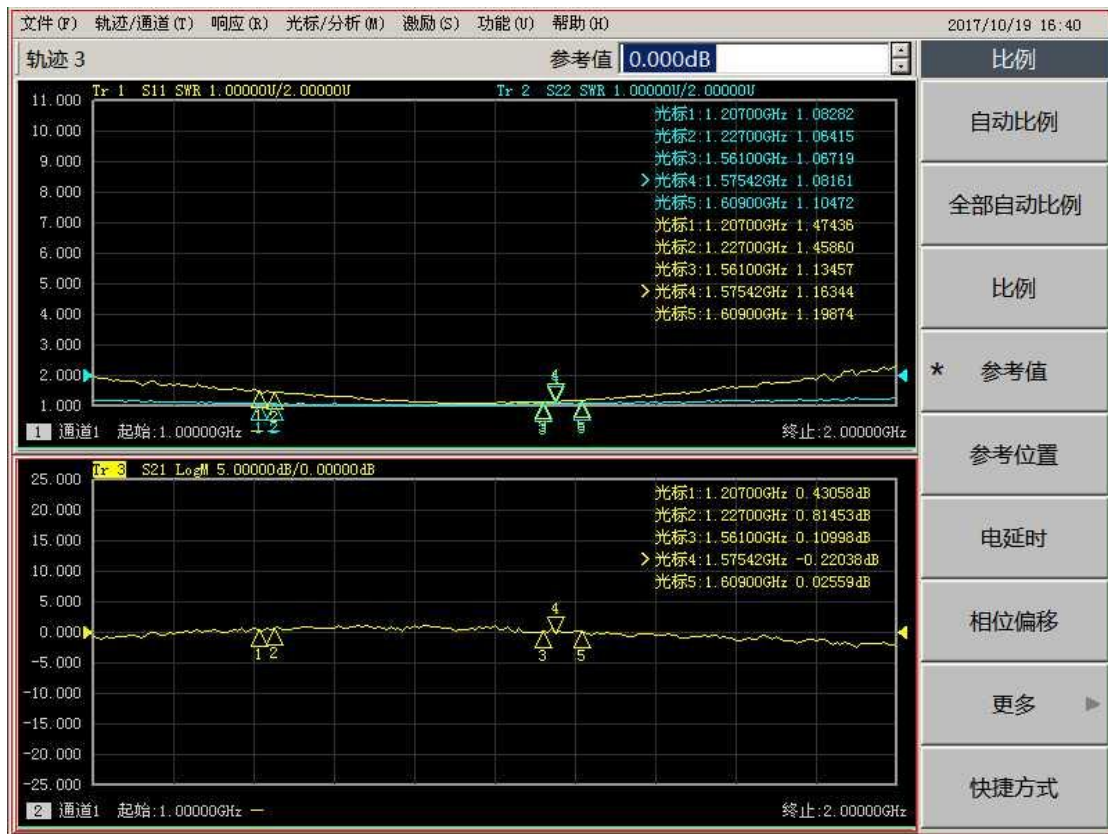 文件(F) 轨迹/通道(T) 响应(R) 光标/分析(M) 激励(S) 功能(U) 帮助(H) 2017/10/19 16:40
轨迹 3 参考值 0.000dB
比例
Tr 1 S11 SWR 1.00000U/2.00000U Tr 2 S22 SWR 1.00000U/2.00000U
11.000
10.000
9.000
8.000
7.000
6.000
5.000
4.000
3.000
2.000
1.000
光标1:1.20700GHz 1.08282
光标2:1.22700GHz 1.06415
光标3:1.56100GHz 1.06719
>光标4:1.57542GHz 1.08161
光标5:1.60900GHz 1.10472
光标1:1.20700GHz 1.47436
光标2:1.22700GHz 1.45860
光标3:1.56100GHz 1.13457
>光标4:1.57542GHz 1.16344
光标5:1.60900GHz 1.19874
4
1 2
1 通道1 起始:1.00000GHz 终止:2.00000GHz
Tr 3 S21 LogM 5.00000dB/0.00000dB
25.000
20.000
15.000
10.000
5.000
0.000
-5.000
-10.000
-15.000
-20.000
-25.000
光标1:1.20700GHz 0.43058dB
光标2:1.22700GHz 0.81453dB
光标3:1.56100GHz 0.10998dB
>光标4:1.57542GHz -0.22038dB
光标5:1.60900GHz 0.02559dB
4
1 2 3 5
2 通道1 起始:1.00000GHz 终止:2.00000GHz
自动比例
全部自动比例
比例
* 参考值
参考位置
电延时
相位偏移
更多
快捷方式